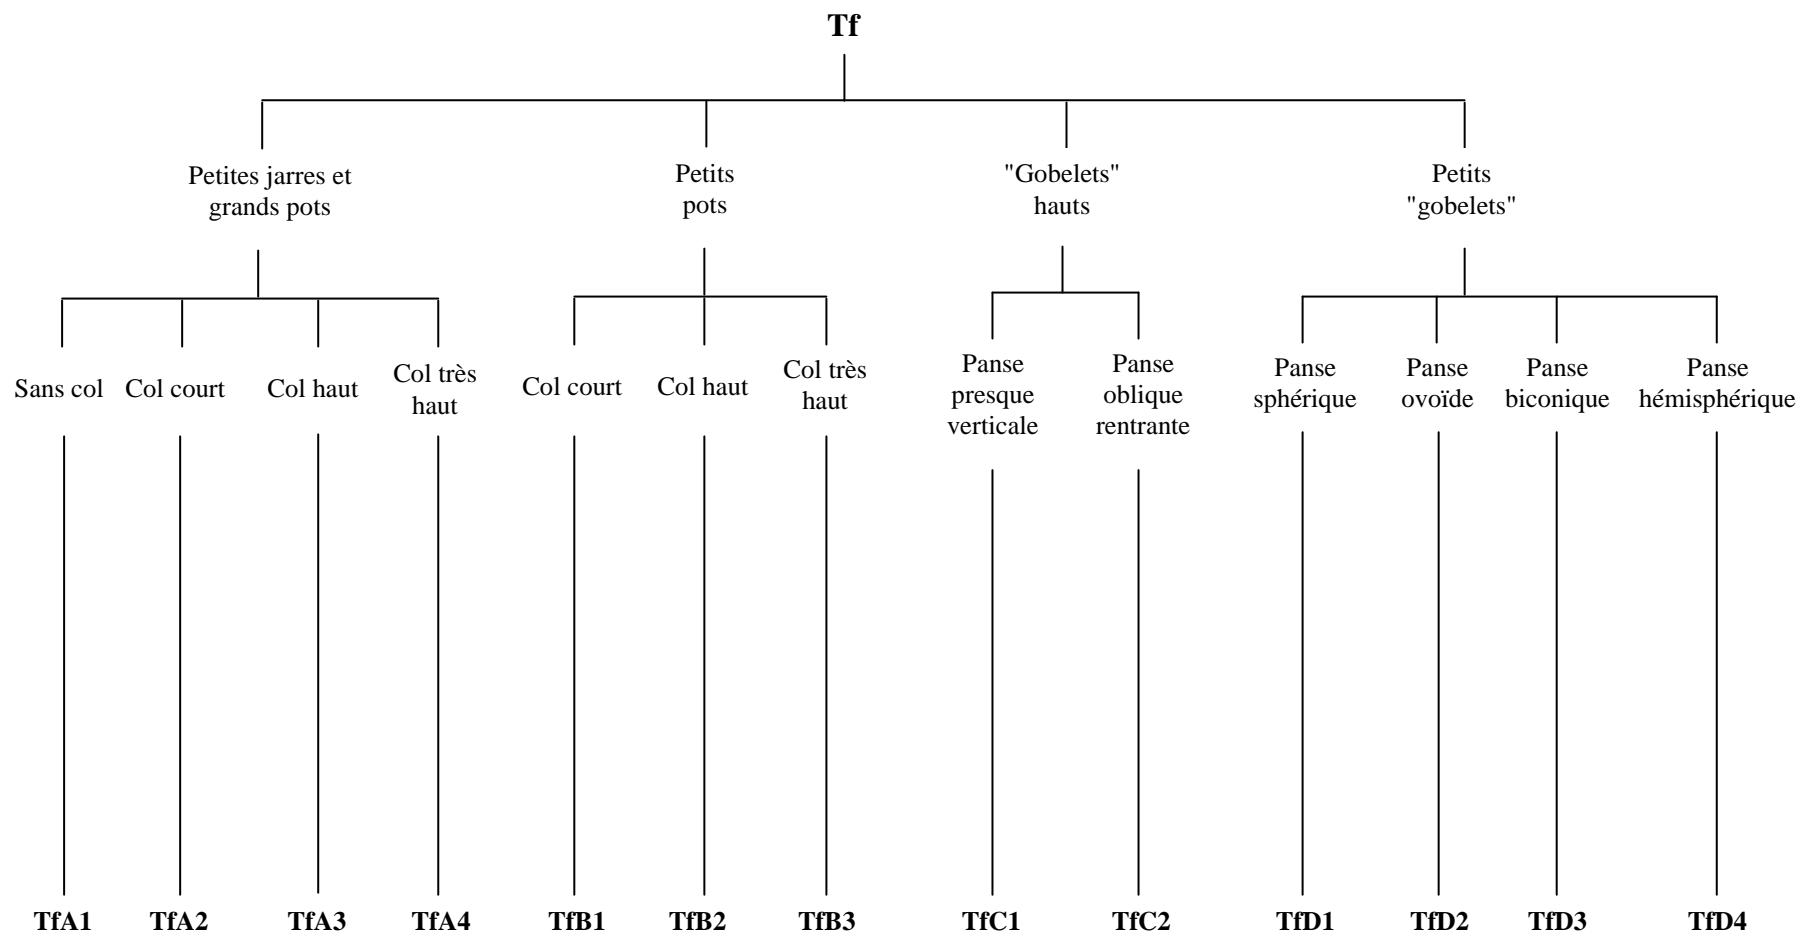 Tf
Petites jarres et
grands pots
Petits
pots
"Gobelets"
hauts
Petits
"gobelets"
Sans col
Col court
Col haut
Col très
haut
Col court
Col haut
Col très
haut
Panse
presque
verticale
Panse
oblique
rentrante
Panse
sphérique
Panse
ovoïde
Panse
biconique
Panse
hémisphérique
TfA1
TfA2
TfA3
TfA4
TfB1
TfB2
TfB3
TfC1
TfC2
TfD1
TfD2
TfD3
TfD4